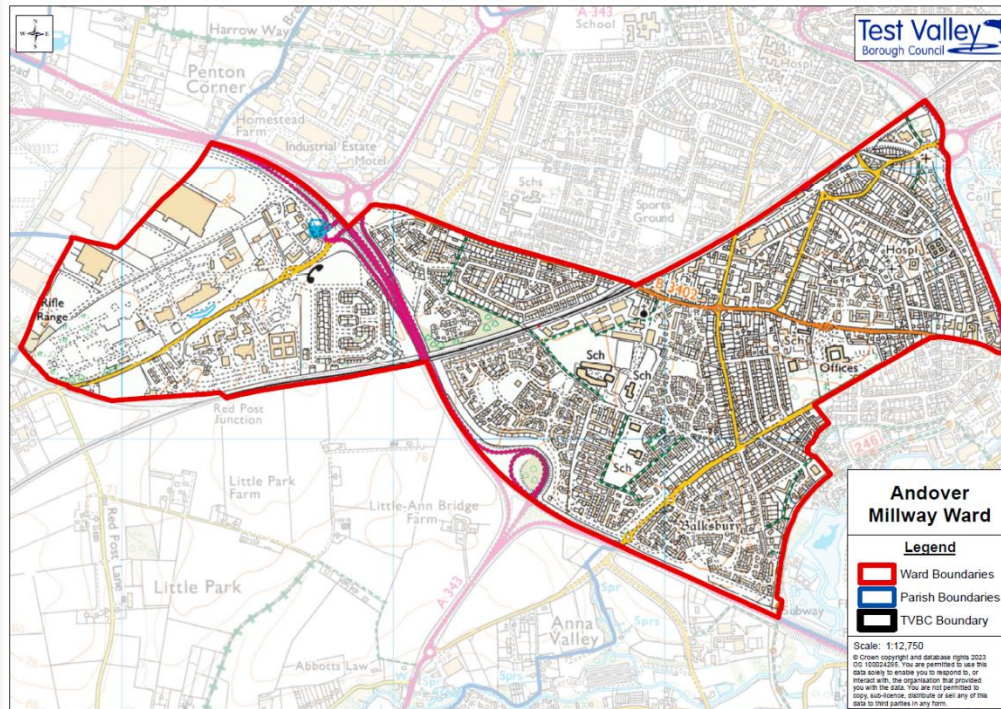 A 343
School
Harrow Way
Test Valley
Borough Council
Penton
Corner
Hospl
Homestead
Farm
Industrial Estate
Motel
Schs
Sports
Ground
85
Hospl
71
Rifle
Range
B 3402
Sch
Sch
Sch
Offices
Red Post
Junction
246
Sch
78
Little Park
Farm
Little-Ann Bridge
Farm
Red Post Lane
Balksbury
Little Park
A 343
Spr
Subway
Anna
Valley
Sprs
Abbotts Law
Andover
Millway Ward
Legend
Ward Boundaries
Parish Boundaries
TVBC Boundary
Scale: 1:12,750
© Crown copyright and database rights 2023
OS 100024295. You are permitted to use this
data solely to enable you to respond to, or
interact with, the organisation that provided
you with the data. You are not permitted to
copy, sub-licence, distribute or sell any of this
data to third parties in any form.